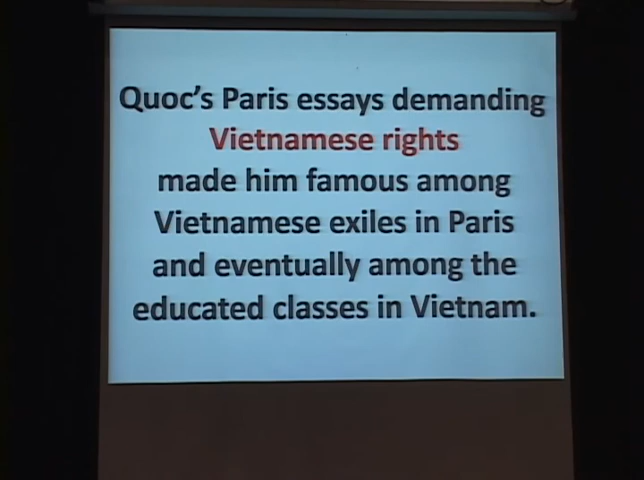 Quoc's Paris essays demanding
Vietnamese rights
made him famous among
Vietnamese exiles in Paris
and eventually among the
educated classes in Vietnam.